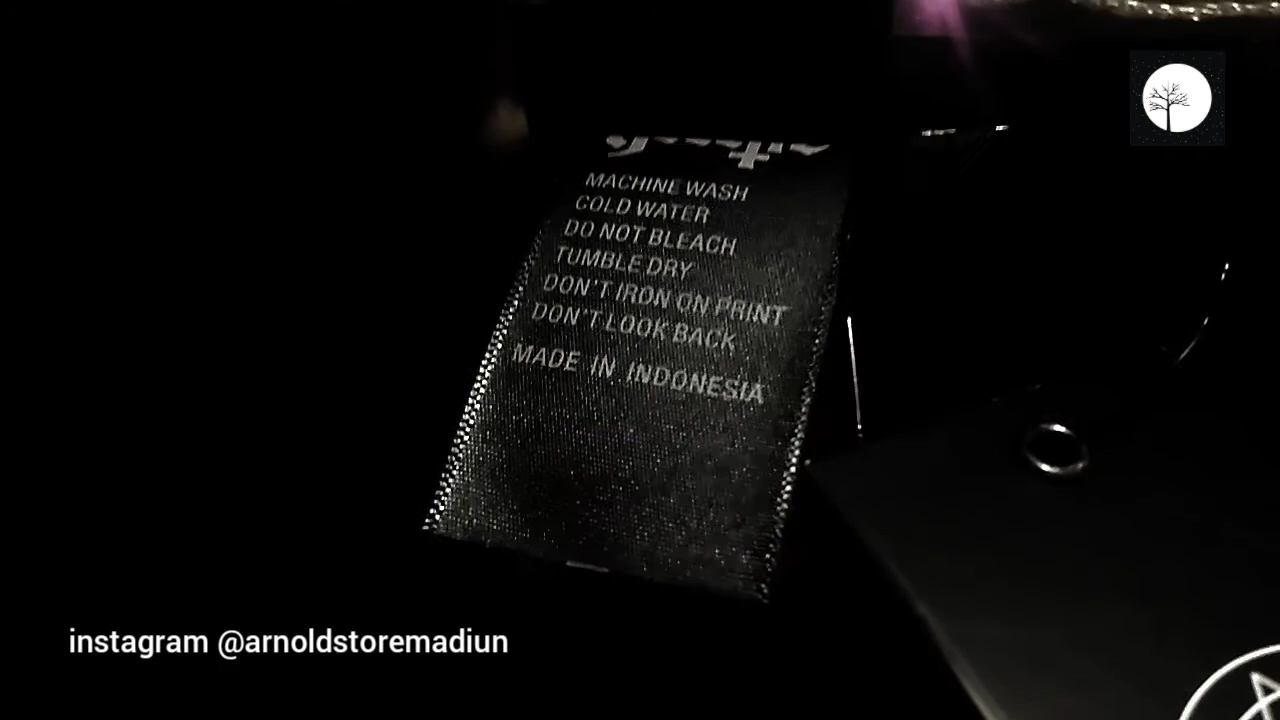 MACHINE WASH
COLD WATER
DO NOT BLEACH
TUMBLE DRY
DON'T IRON ON PRINT
DON'T LOOK BACK
MADE IN INDONESIA
instagram @arnoldstoremadiun